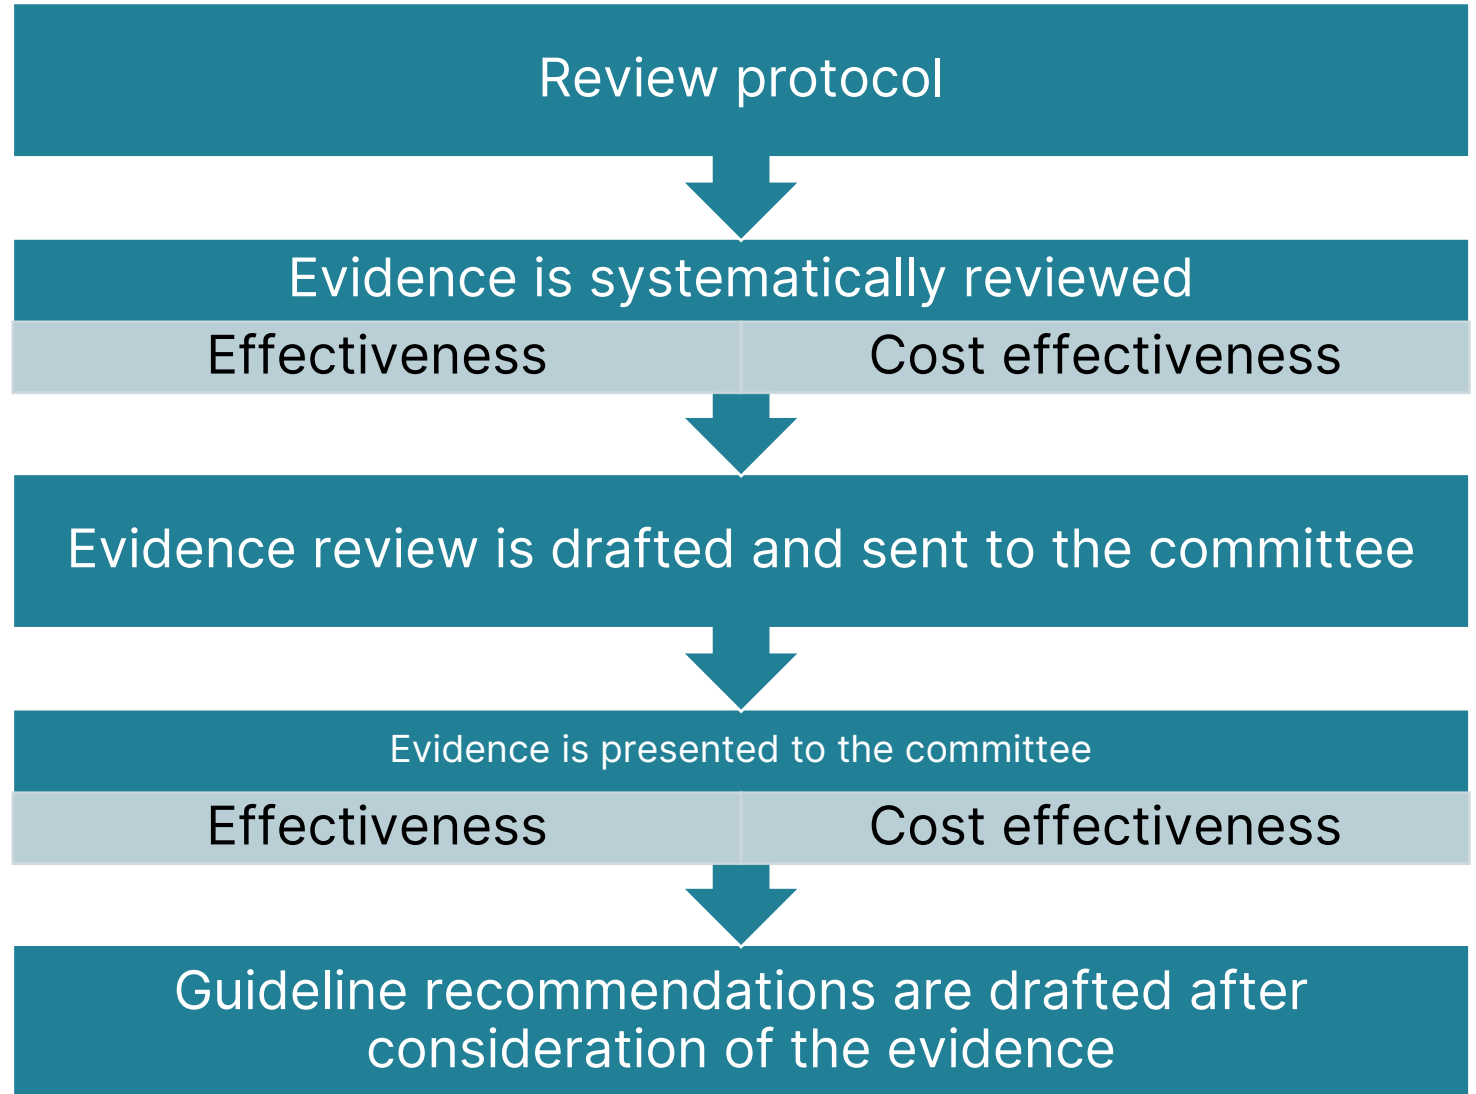 Review protocol
Evidence is systematically reviewed
Effectiveness
Cost effectiveness
Evidence review is drafted and sent to the committee
Evidence is presented to the committee
Effectiveness
Cost effectiveness
Guideline recommendations are drafted after
consideration of the evidence